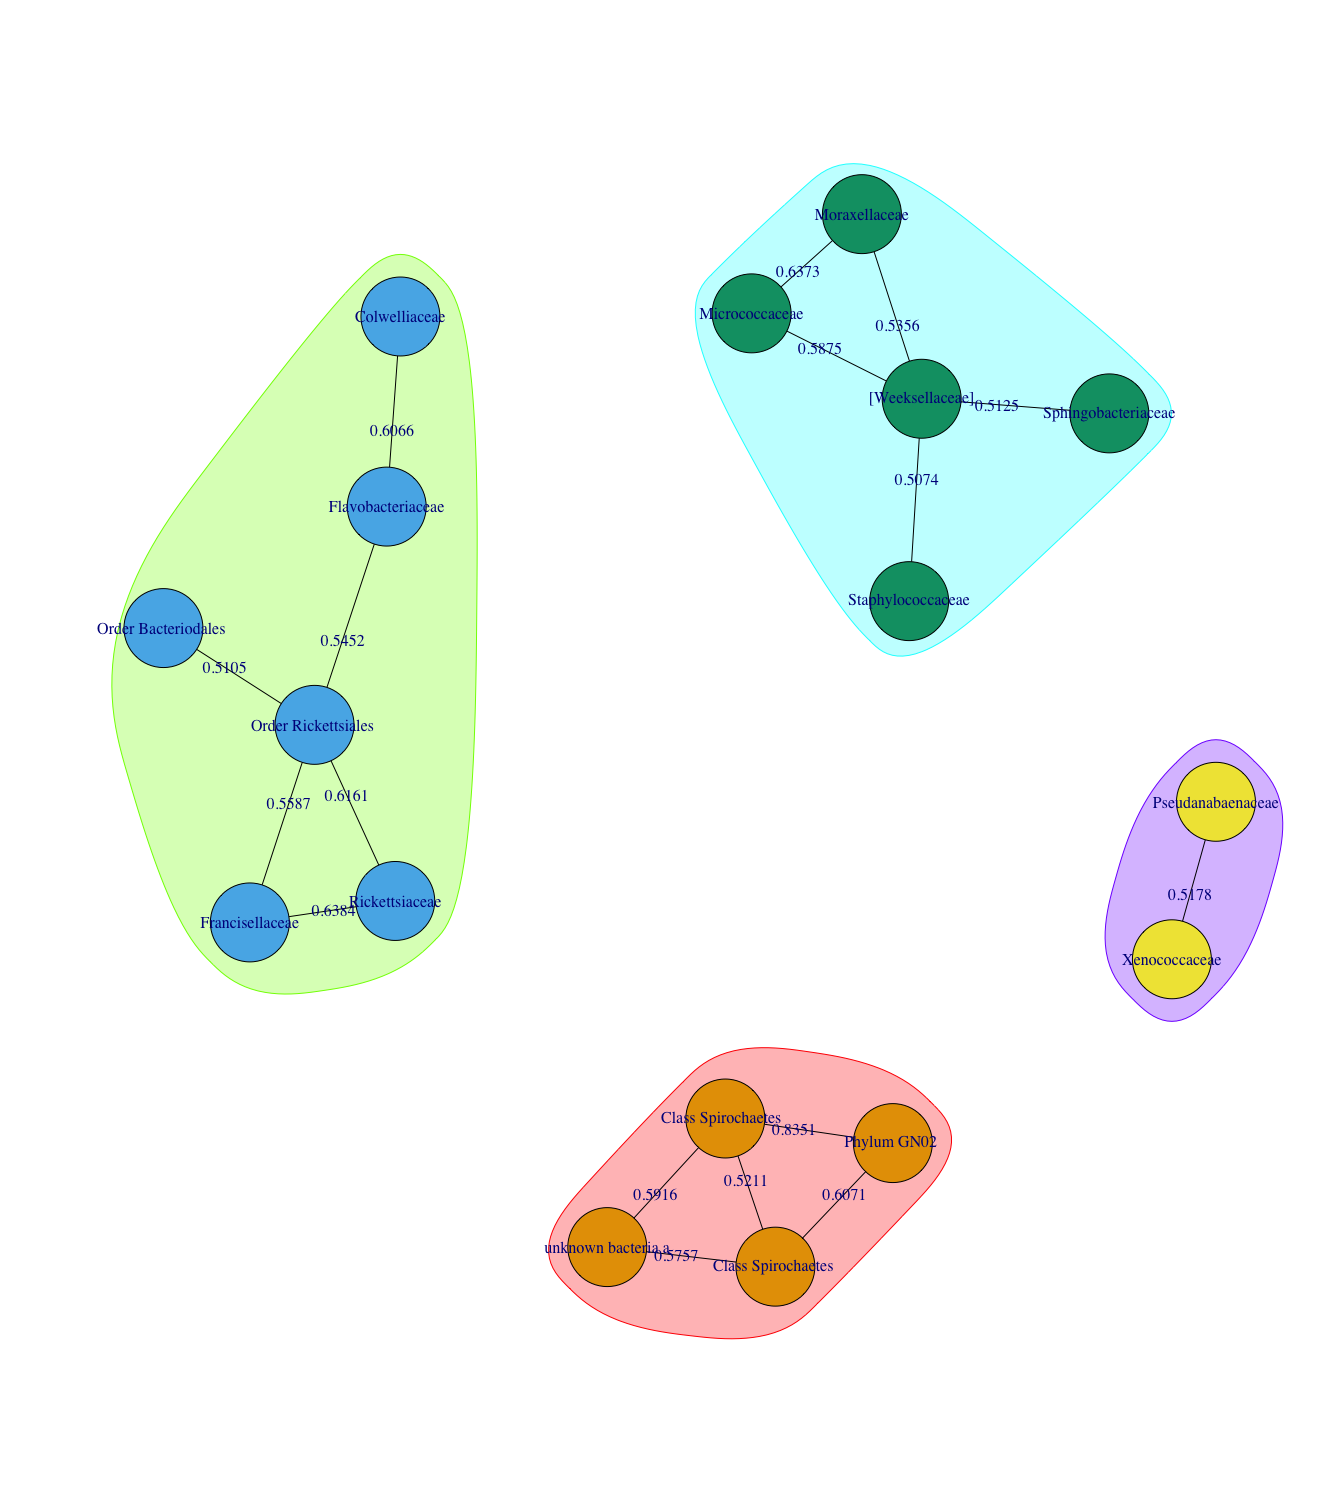 Moraxellaceae
0.6373
Micrococcaceae
0.5356
0.5875
[Weeksellaceae]
0.5125
Sphingobacteriaceae
0.5074
Staphylococcaceae
Colwelliaceae
0.6066
Flavobacteriaceae
Order Bacteriodales
0.5452
0.5105
Order Rickettsiales
0.5587
0.6161
Rickettsiaceae
0.6384
Francisellaceae
Pseudanabaenaceae
0.5178
Xenococcaceae
Class Spirochaetes
0.8351
Phylum GN02
0.5211
0.5916
0.6071
unknown bacteria a
0.5757
Class Spirochaetes